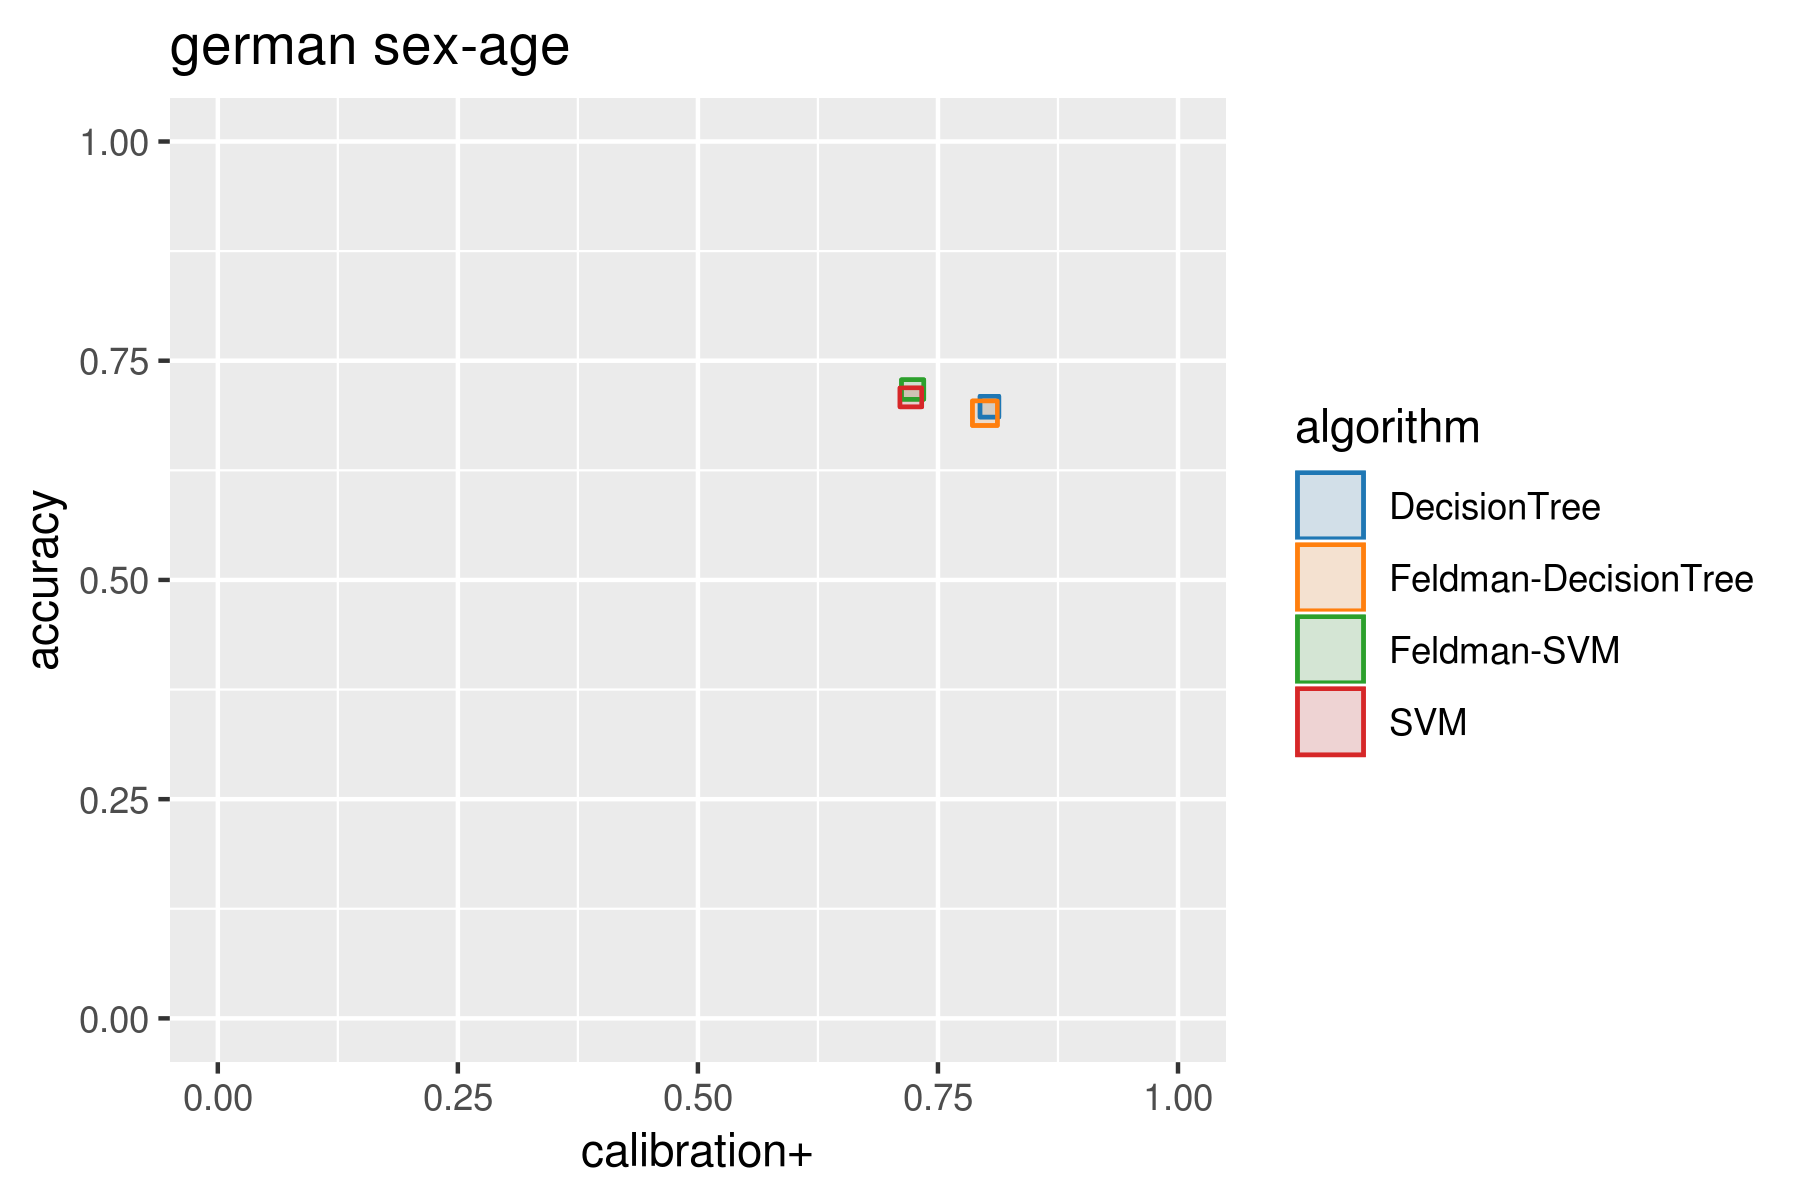 german sex-age
accuracy
1.00
0.75
0.50
0.25
0.00
0.00 0.25 0.50 0.75 1.00
calibration+
algorithm
DecisionTree
Feldman-DecisionTree
Feldman-SVM
SVM